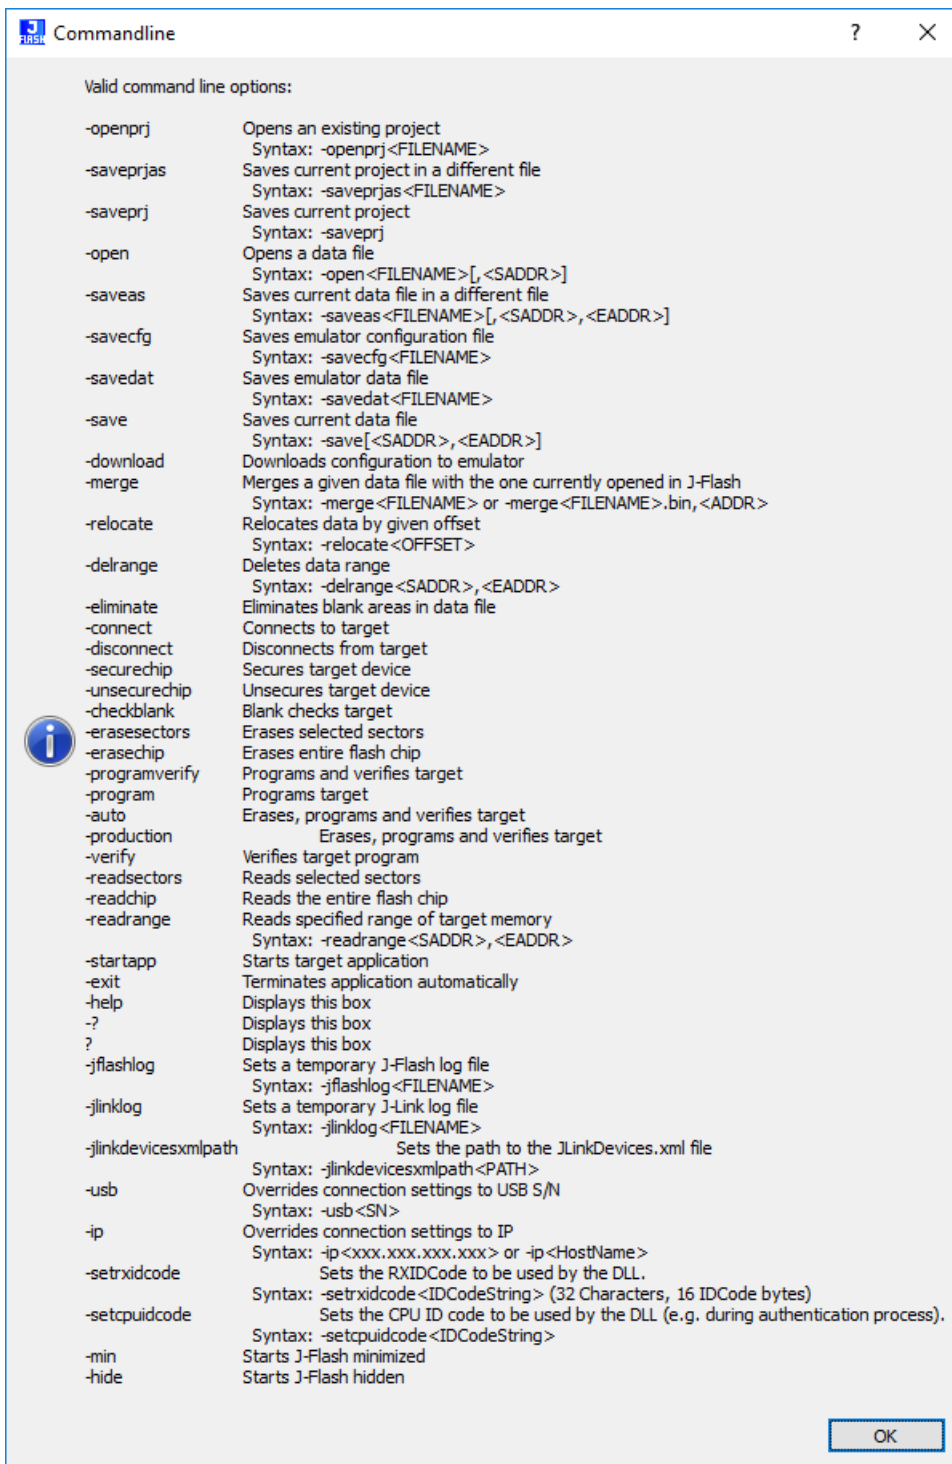 J
FLASH
Commandline
?
Valid command line options:
-openprj Opens an existing project
Syntax: -openprj<FILENAME>
-saveprjas Saves current project in a different file
Syntax: -saveprjas<FILENAME>
-saveprj Saves current project
Syntax: -saveprj
-open Opens a data file
Syntax: -open<FILENAME>[,<SADDR>]
-saveas Saves current data file in a different file
Syntax: -saveas<FILENAME>[,<SADDR>,<EADDR>]
-savecfg Saves emulator configuration file
Syntax: -savecfg<FILENAME>
-savedat Saves emulator data file
Syntax: -savedat<FILENAME>
-save Saves current data file
Syntax: -save[<SADDR>,<EADDR>]
-download Downloads configuration to emulator
-merge Merges a given data file with the one currently opened in J-Flash
Syntax: -merge<FILENAME> or -merge<FILENAME>.bin,<ADDR>
-relocate Relocates data by given offset
Syntax: -relocate<OFFSET>
-delrange Deletes data range
Syntax: -delrange<SADDR>,<EADDR>
-eliminate Eliminates blank areas in data file
-connect Connects to target
-disconnect Disconnects from target
-securechip Secures target device
-unsecurechip Unsecures target device
-checkblank Blank checks target
-erasesectors Erases selected sectors
-erasechip Erases entire flash chip
-programverify Programs and verifies target
-program Programs target
-auto Erases, programs and verifies target
-production Erases, programs and verifies target
-verify Verifies target program
-readsectors Reads selected sectors
-readchip Reads the entire flash chip
-readrange Reads specified range of target memory
Syntax: -readrange<SADDR>,<EADDR>
-startapp Starts target application
-exit Terminates application automatically
-help Displays this box
-? Displays this box
? Displays this box
-jflashlog Sets a temporary J-Flash log file
Syntax: -jflashlog<FILENAME>
-jlinklog Sets a temporary J-Link log file
Syntax: -jlinklog<FILENAME>
-jlinkdevicesxmlpath Sets the path to the JLinkDevices.xml file
Syntax: -jlinkdevicesxmlpath<PATH>
-usb Overrides connection settings to USB S/N
Syntax: -usb<SN>
-ip Overrides connection settings to IP
Syntax: -ip<xxx.xxx.xxx.xxx> or -ip<HostName>
-setrxidcode Sets the RXIDCode to be used by the DLL.
Syntax: -setrxidcode<IDCodeString> (32 Characters, 16 IDCode bytes)
-setcpuidcode Sets the CPU ID code to be used by the DLL (e.g. during authentication process).
Syntax: -setcpuidcode<IDCodeString>
-min Starts J-Flash minimized
-hide Starts J-Flash hidden
OK